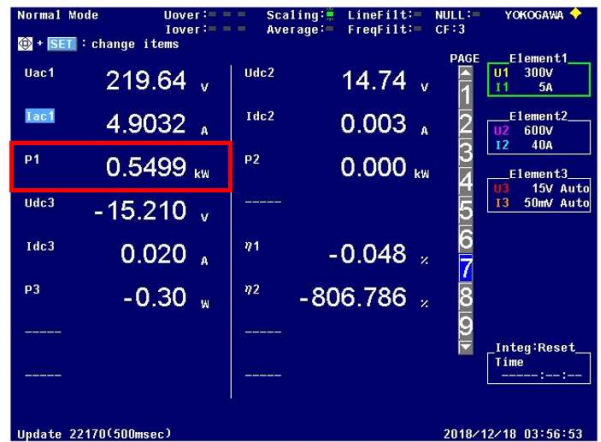 Normal Mode Uover: Scaling: LineFilt: NULL: YOKOGAWA
Iover: Average: FreqFilt: CF:3
+ SET : change items
PAGE
Uac1 219.64 V Udc2 14.74 V
Iac1 4.9032 A Idc2 0.003 A
P1 0.5499 kW P2 0.000 kW
Udc3 -15.210 V -----
Idc3 0.020 A η1 -0.048 %
P3 -0.30 W η2 -806.786 %
----- -----
----- -----
1
2
3
4
5
6
7
8
9
Element1
U1 300V
I1 5A
Element2
U2 600V
I2 40A
Element3
U3 15V Auto
I3 50mV Auto
Integ:Reset
Time
-----:--:--
Update 22170(500msec) 2018/12/18 03:56:53